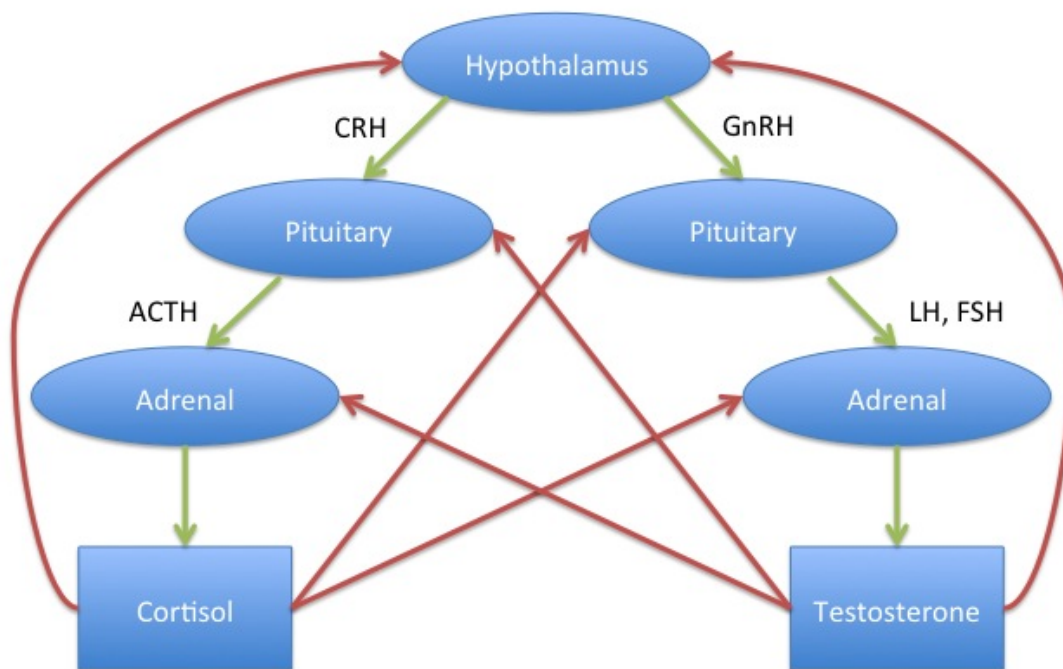 Hypothalamus
CRH
GnRH
Pituitary
Pituitary
ACTH
LH, FSH
Adrenal
Adrenal
Cortisol
Testosterone